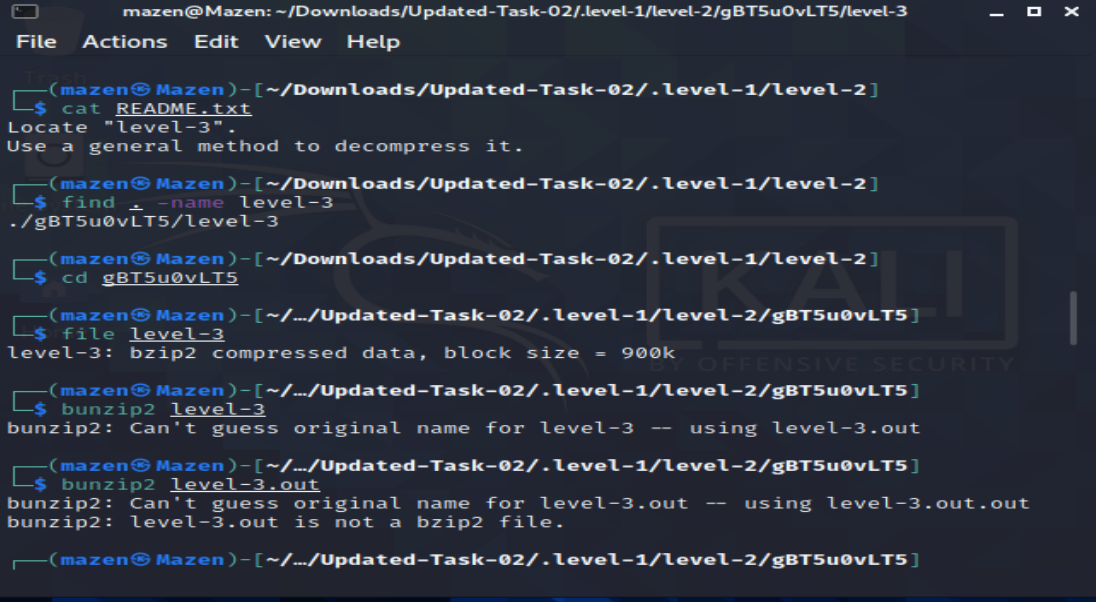 mazen@Mazen: ~/Downloads/Updated-Task-02/.level-1/level-2/gBT5u0vLT5/level-3
File Actions Edit View Help
┌──(mazen㉿Mazen)-[~/Downloads/Updated-Task-02/.level-1/level-2]
└─$ cat README.txt
Locate "level-3".
Use a general method to decompress it.
┌──(mazen㉿Mazen)-[~/Downloads/Updated-Task-02/.level-1/level-2]
└─$ find . -name level-3
./gBT5u0vLT5/level-3
┌──(mazen㉿Mazen)-[~/Downloads/Updated-Task-02/.level-1/level-2]
└─$ cd gBT5u0vLT5
┌──(mazen㉿Mazen)-[~/…/Updated-Task-02/.level-1/level-2/gBT5u0vLT5]
└─$ file level-3
level-3: bzip2 compressed data, block size = 900k
┌──(mazen㉿Mazen)-[~/…/Updated-Task-02/.level-1/level-2/gBT5u0vLT5]
└─$ bunzip2 level-3
bunzip2: Can't guess original name for level-3 -- using level-3.out
┌──(mazen㉿Mazen)-[~/…/Updated-Task-02/.level-1/level-2/gBT5u0vLT5]
└─$ bunzip2 level-3.out
bunzip2: Can't guess original name for level-3.out -- using level-3.out.out
bunzip2: level-3.out is not a bzip2 file.
┌──(mazen㉿Mazen)-[~/…/Updated-Task-02/.level-1/level-2/gBT5u0vLT5]
Trash
KALI
BY OFFENSIVE SECURITY